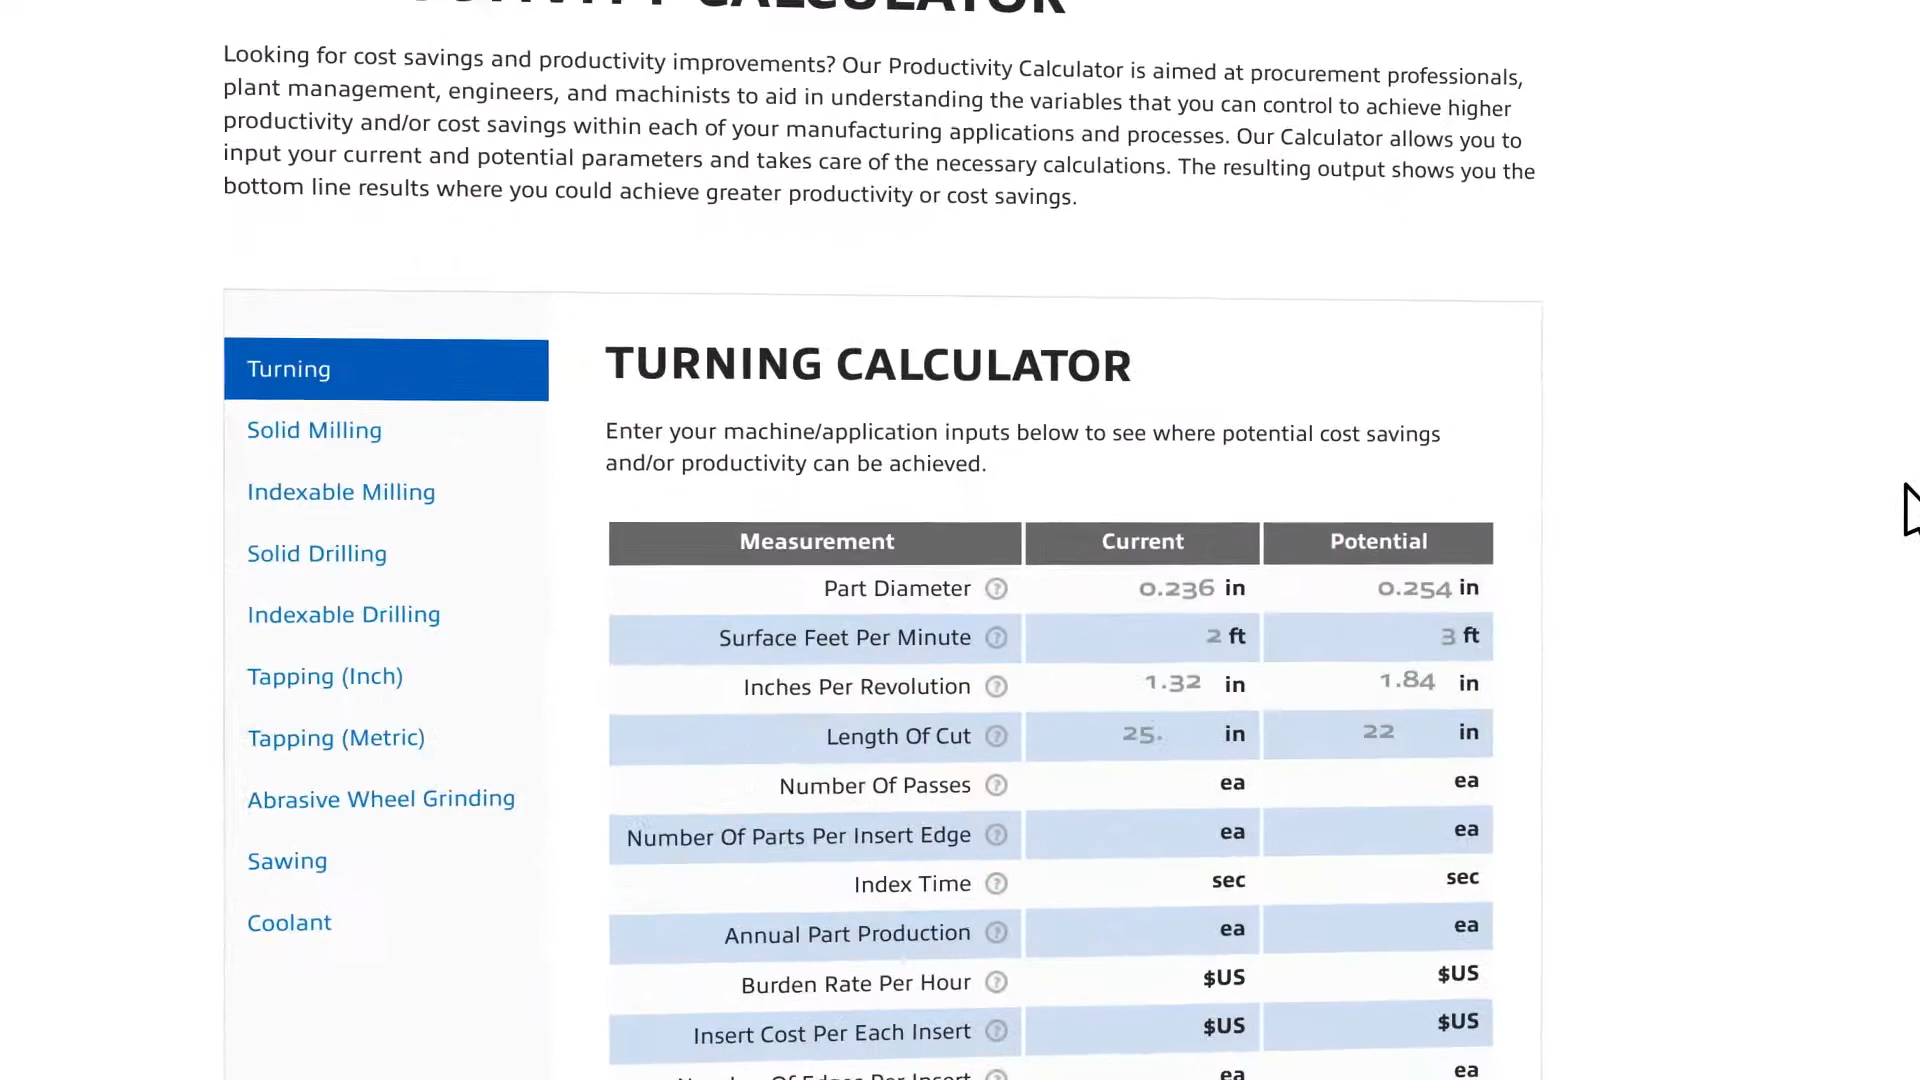 CALCULATOR
Looking for cost savings and productivity improvements? Our Productivity Calculator is aimed at procurement professionals,
plant management, engineers, and machinists to aid in understanding the variables that you can control to achieve higher
productivity and/or cost savings within each of your manufacturing applications and processes. Our Calculator allows you to
input your current and potential parameters and takes care of the necessary calculations. The resulting output shows you the
bottom line results where you could achieve greater productivity or cost savings.
Turning
Solid Milling
Indexable Milling
Solid Drilling
Indexable Drilling
Tapping (Inch)
Tapping (Metric)
Abrasive Wheel Grinding
Sawing
Coolant
TURNING CALCULATOR
Enter your machine/application inputs below to see where potential cost savings
and/or productivity can be achieved.
Measurement Current Potential
Part Diameter ? 0.236 in 0.254 in
Surface Feet Per Minute ? 2 ft 3 ft
Inches Per Revolution ? 1.32 in 1.84 in
Length Of Cut ? 25. in 22 in
Number Of Passes ? ea ea
Number Of Parts Per Insert Edge ? ea ea
Index Time ? sec sec
Annual Part Production ? ea ea
Burden Rate Per Hour ? $US $US
Insert Cost Per Each Insert ? $US $US
Number Of Edges Per Insert ea ea